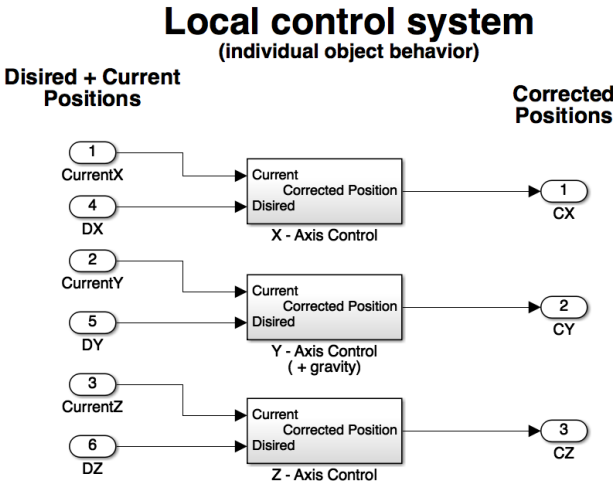 Local control system
(individual object behavior)
Disired + Current
Positions
Corrected
Positions
1
CurrentX
4
DX
Current
Corrected Position
Disired
X - Axis Control
1
CX
2
CurrentY
5
DY
Current
Corrected Position
Disired
Y - Axis Control
( + gravity)
2
CY
3
CurrentZ
6
DZ
Current
Corrected Position
Disired
Z - Axis Control
3
CZ